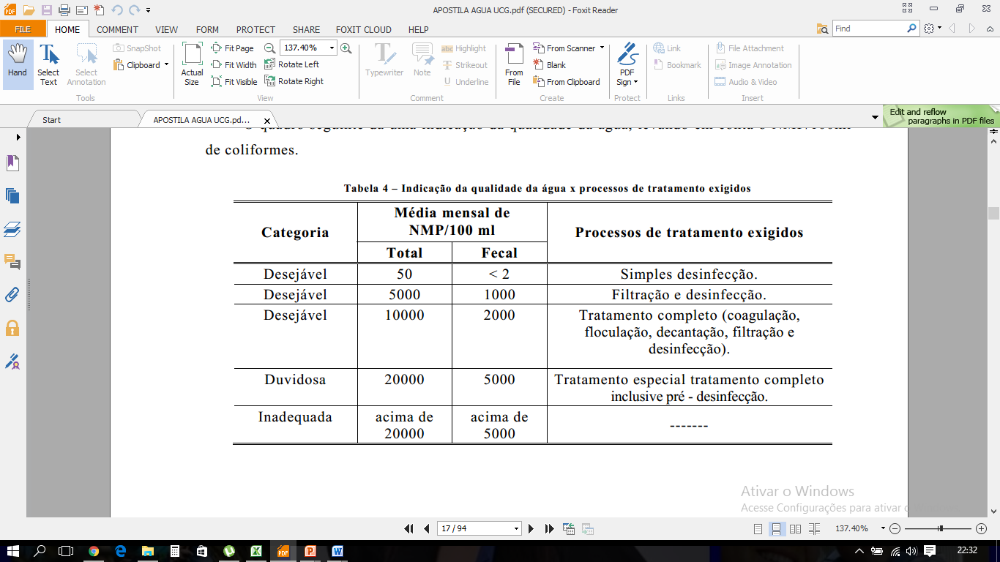 APOSTILA AGUA UCG.pdf (SECURED) - Foxit Reader
FILE HOME COMMENT VIEW FORM PROTECT SHARE FOXIT CLOUD HELP
Find
Hand
Select Text
Select Annotation
SnapShot
Clipboard
Tools
Actual Size
Fit Page
Fit Width
Fit Visible
137.40%
Rotate Left
Rotate Right
View
Typewriter
Note
Highlight
Strikeout
Underline
Comment
From File
From Scanner
Blank
From Clipboard
Create
PDF Sign
Protect
Link
Bookmark
Links
File Attachment
Image Annotation
Audio & Video
Insert
Start
APOSTILA AGUA UCG.pd...
Edit and reflow
paragraphs in PDF files
de coliformes.
Tabela 4 – Indicação da qualidade da água x processos de tratamento exigidos
Categoria
Média mensal de
NMP/100 ml
Processos de tratamento exigidos
Total Fecal
Desejável 50 < 2 Simples desinfecção.
Desejável 5000 1000 Filtração e desinfecção.
Desejável 10000 2000 Tratamento completo (coagulação,
floculação, decantação, filtração e
desinfecção).
Duvidosa 20000 5000 Tratamento especial tratamento completo
inclusive pré - desinfecção.
Inadequada acima de acima de -------
20000 5000
Ativar o Windows
Acesse Configurações para ativar o
17 / 94
137.40%
22:32